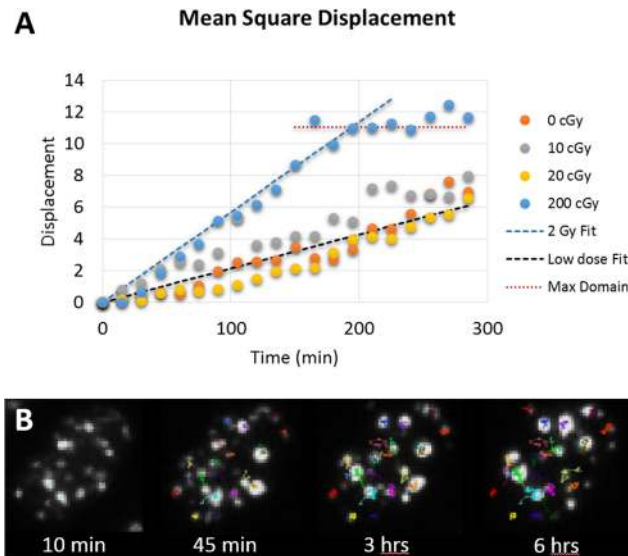 A
Mean Square Displacement
14
12
10
8
6
4
2
0
Displacement
0
100
200
300
Time (min)
0 cGy
10 cGy
20 cGy
200 cGy
2 Gy Fit
Low dose Fit
Max Domain
B
10 min
45 min
3 hrs
6 hrs